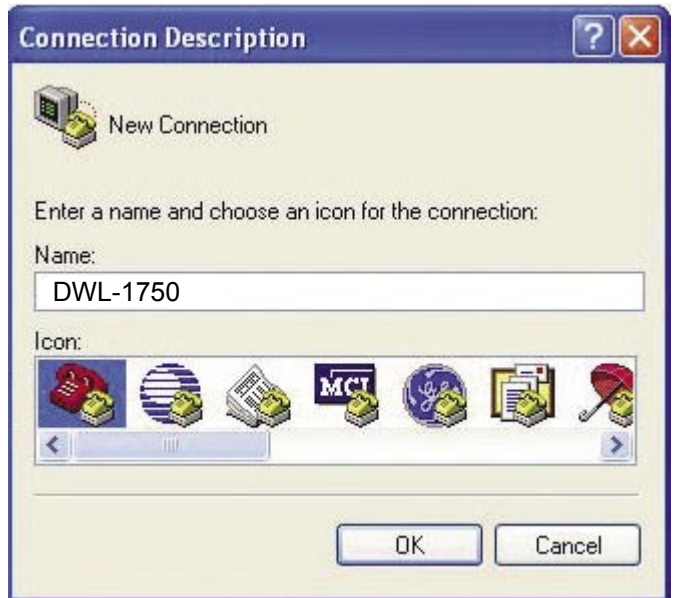 Connection Description
New Connection
Enter a name and choose an icon for the connection:
Name:
DWL-1750
Icon:
MCI
OK Cancel